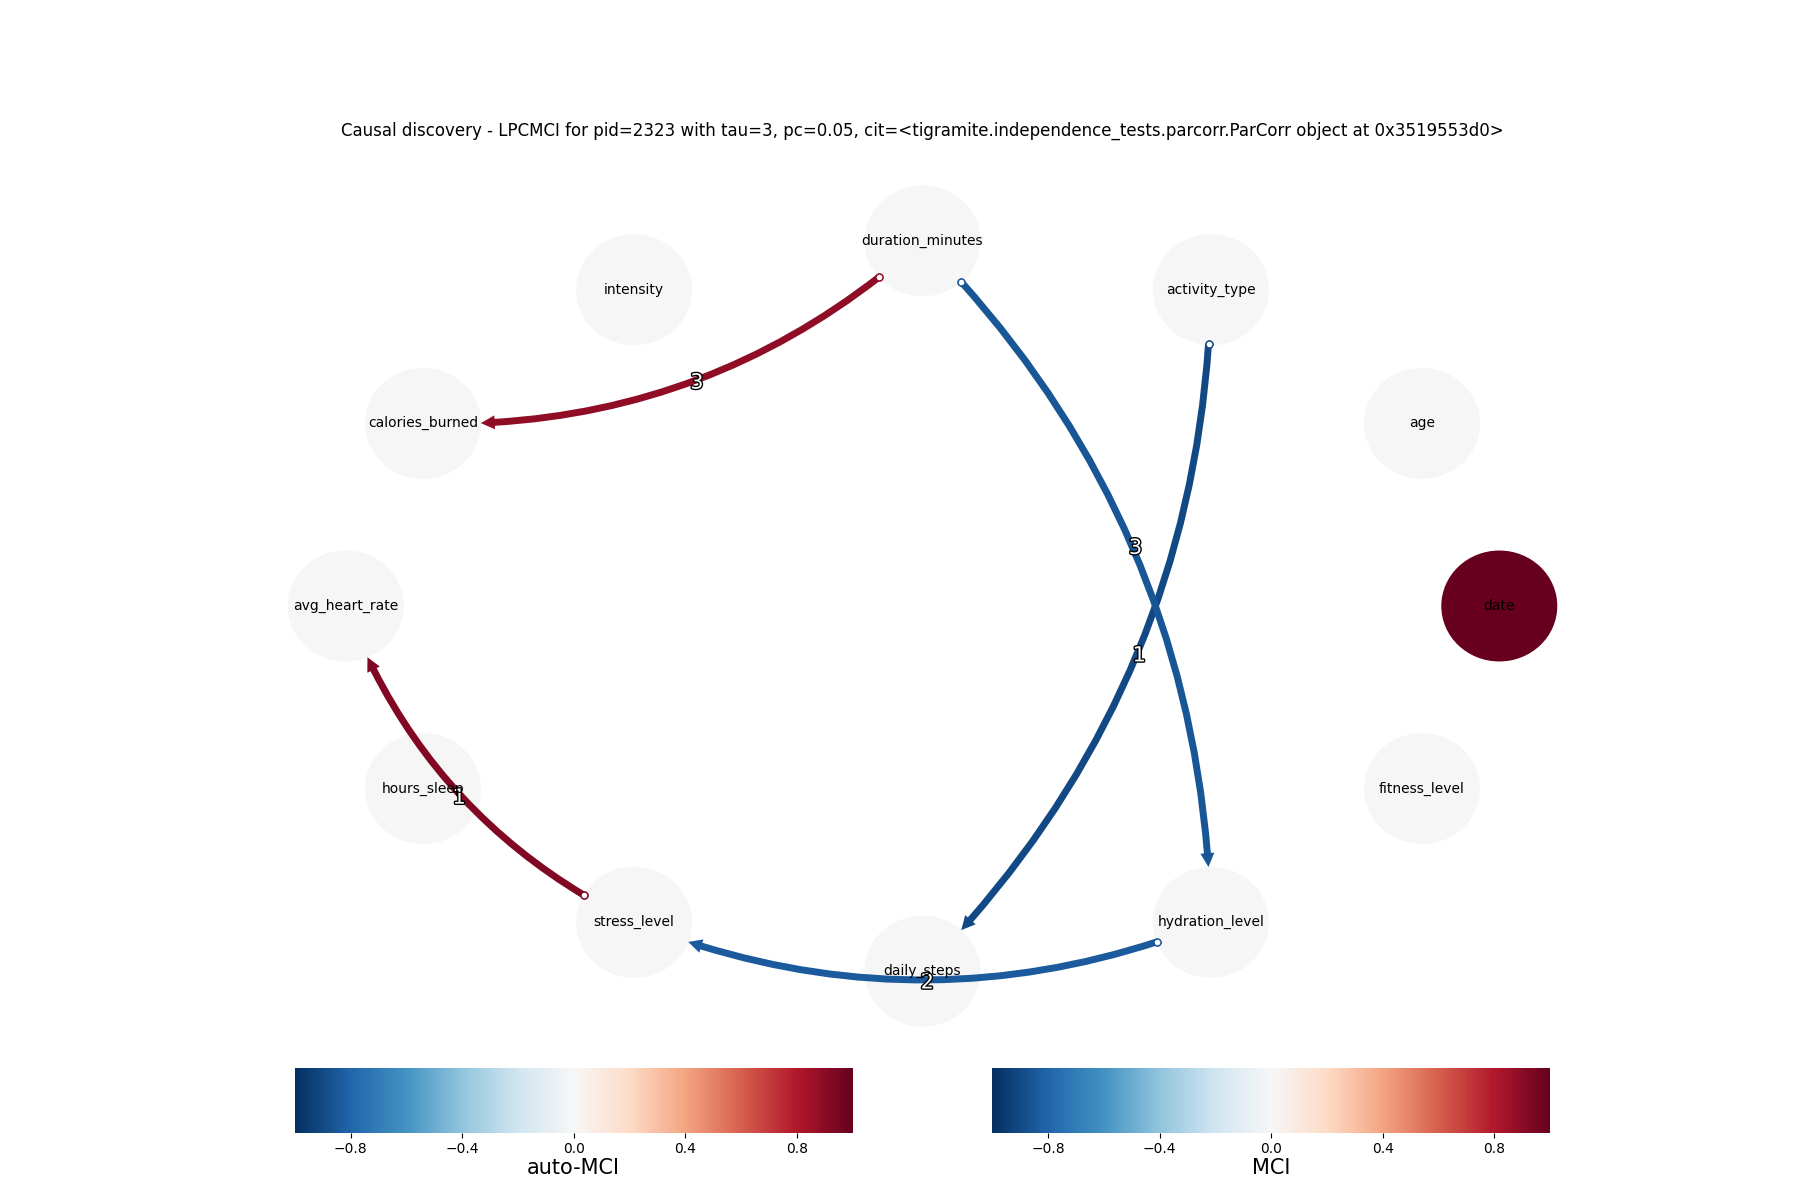 Causal discovery - LPCMCI for pid=2323 with tau=3, pc=0.05, cit=<tigramite.independence_tests.parcorr.ParCorr object at 0x3519553d0>
duration_minutes
intensity
activity_type
3
calories_burned
age
3
avg_heart_rate
date
1
hours_sleep
1
fitness_level
stress_level
hydration_level
daily_steps
2
−0.8 −0.4 0.0 0.4 0.8
auto-MCI
−0.8 −0.4 0.0 0.4 0.8
MCI